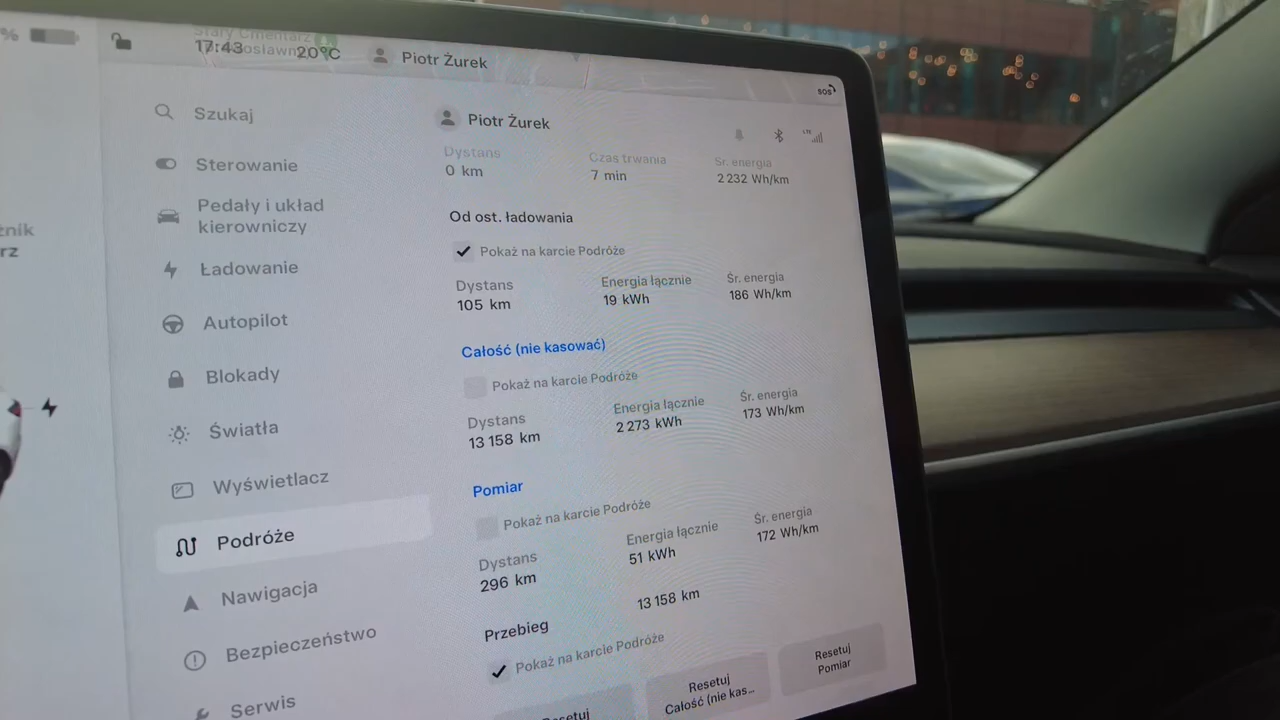 %
17:43
20°C
Piotr Żurek
SOS
Szukaj
Sterowanie
Pedały i układ
kierowniczy
Ładowanie
Autopilot
Blokady
Światła
Wyświetlacz
Podróże
Nawigacja
Bezpieczeństwo
Serwis
Piotr Żurek
LTE
Dystans Czas trwania Śr. energia
0 km 7 min 2 232 Wh/km
Od ost. ładowania
Pokaż na karcie Podróże
Dystans Energia łącznie Śr. energia
105 km 19 kWh 186 Wh/km
Całość (nie kasować)
Pokaż na karcie Podróże
Dystans Energia łącznie Śr. energia
13 158 km 2 273 kWh 173 Wh/km
Pomiar
Pokaż na karcie Podróże
Dystans Energia łącznie Śr. energia
296 km 51 kWh 172 Wh/km
Przebieg 13 158 km
Pokaż na karcie Podróże
Resetuj
Całość (nie kas...
Resetuj
Pomiar